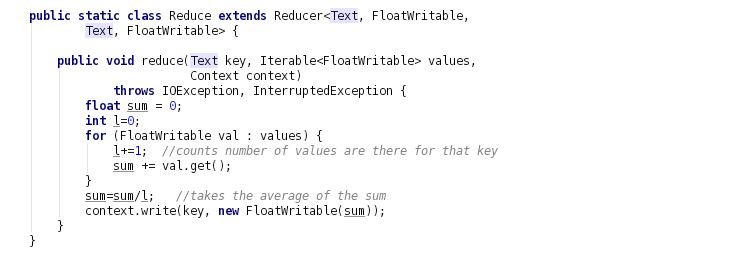 public static class Reduce extends Reducer<Text, FloatWritable,
        Text, FloatWritable> {

    public void reduce(Text key, Iterable<FloatWritable> values,
                       Context context)
            throws IOException, InterruptedException {
        float sum = 0;
        int l=0;
        for (FloatWritable val : values) {
            l+=1;  //counts number of values are there for that key
            sum += val.get();
        }
        sum=sum/l;   //takes the average of the sum
        context.write(key, new FloatWritable(sum));
    }
}